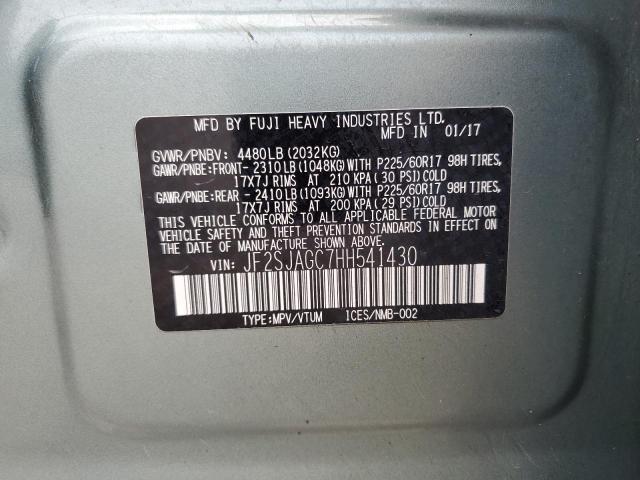 MFD BY FUJI HEAVY INDUSTRIES LTD.
MFD IN 01/17
GVWR/PNBV: 4480LB(2032KG)
GAWR/PNBE:FRONT- 2310LB(1048KG)WITH P225/60R17 98H TIRES,
17X7J RIMS AT 210 KPA(30 PSI)COLD
GAWR/PNBE:REAR - 2410LB(1093KG)WITH P225/60R17 98H TIRES,
17X7J RIMS AT 200 KPA(29 PSI)COLD
THIS VEHICLE CONFORMS TO ALL APPLICABLE FEDERAL MOTOR
VEHICLE SAFETY AND THEFT PREVENTION STANDARDS IN EFFECT ON
THE DATE OF MANUFACTURE SHOWN ABOVE.
VIN: JF2SJAGC7HH541430
TYPE:MPV/VTUM ICES/NMB-002